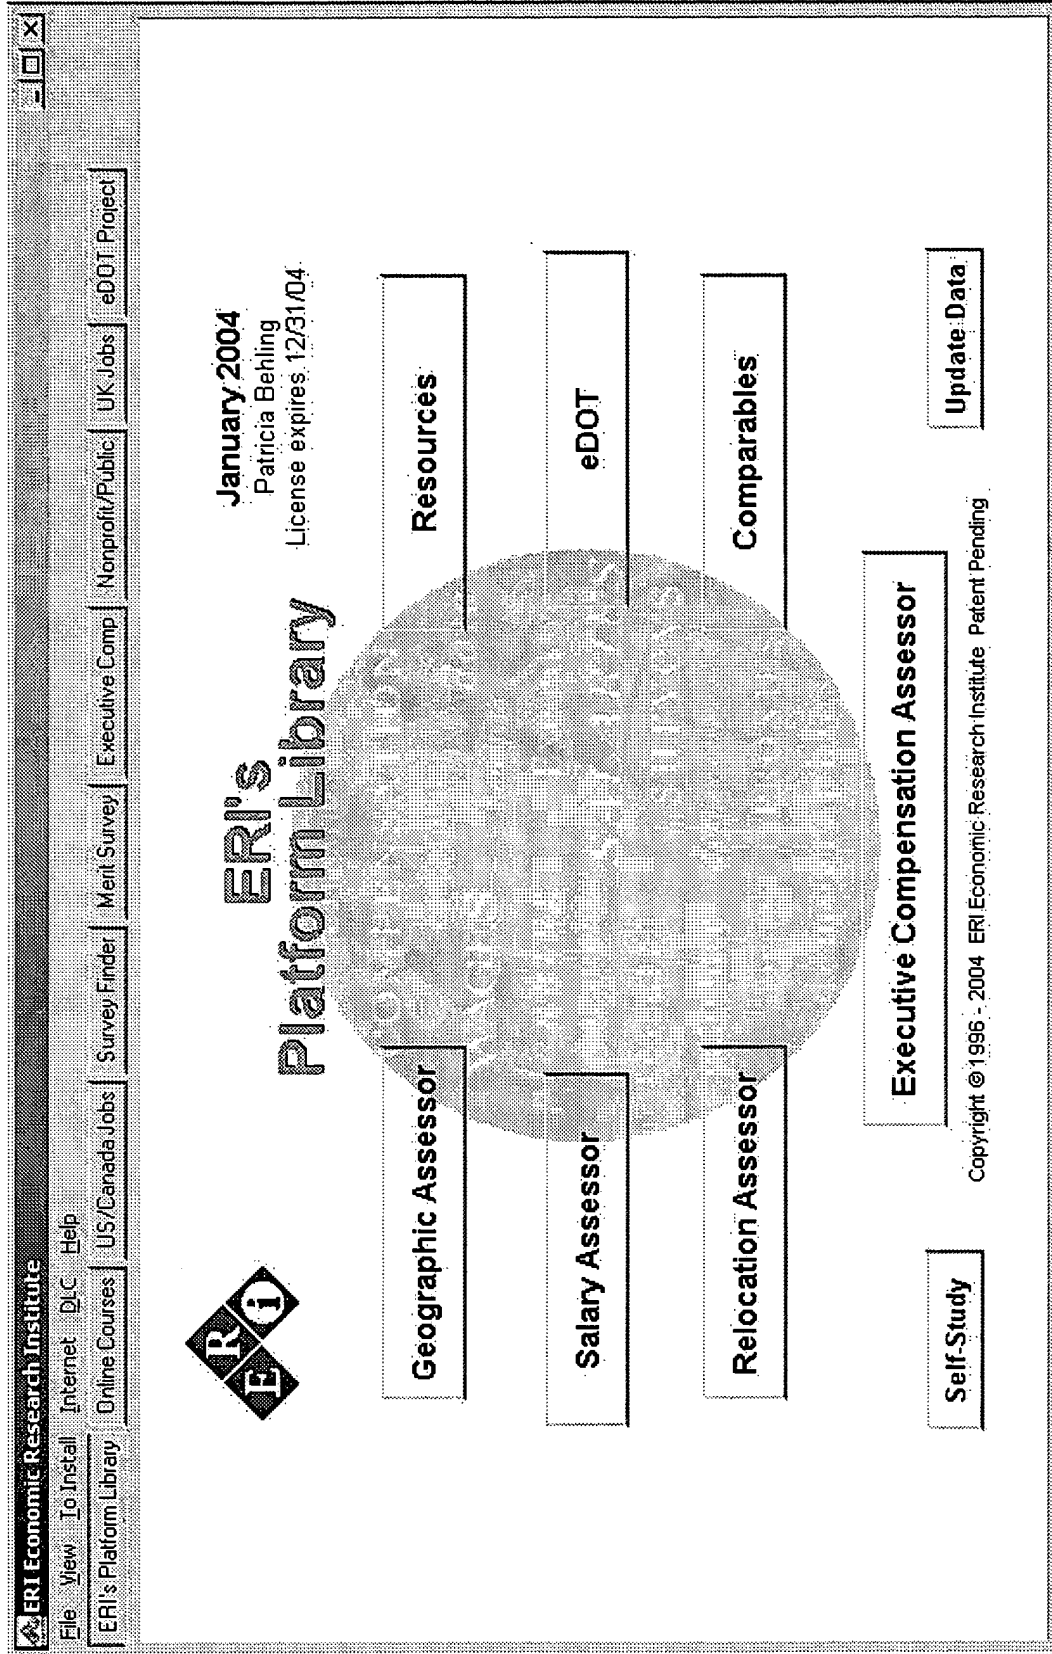 ERI Economic Research Institute
File View To Install Internet DLC Help
ERI's Platform Library Online Courses US/Canada Jobs Survey Finder Merit Survey Executive Comp Nonprofit/Public UK Jobs eDOT Project
E R i
ERI's
Platform Library
January 2004
Patricia Behling
License expires 12/31/04
Geographic Assessor
Resources
Salary Assessor
eDOT
Relocation Assessor
Comparables
Executive Compensation Assessor
Self-Study
Copyright © 1996 - 2004 ERI Economic Research Institute Patent Pending
Update Data